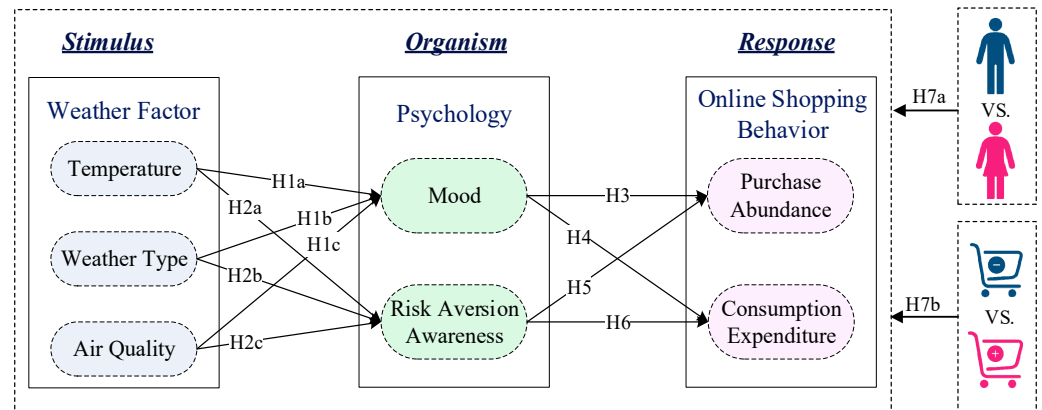 Stimulus
Organism
Response
Weather Factor
Temperature
Weather Type
Air Quality
H1a
H2a
H1b
H1c
H2b
H2c
Psychology
Mood
Risk Aversion
Awareness
H3
H4
H5
H6
Online Shopping
Behavior
Purchase
Abundance
Consumption
Expenditure
H7a
VS.
H7b
VS.